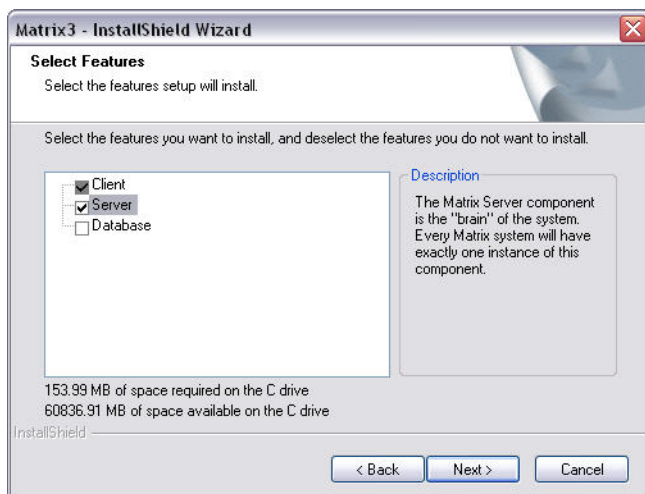 Matrix3 - InstallShield Wizard
Select Features
Select the features setup will install.
Select the features you want to install, and deselect the features you do not want to install.
Client
Server
Database
Description
The Matrix Server component
is the "brain" of the system.
Every Matrix system will have
exactly one instance of this
component.
153.99 MB of space required on the C drive
60836.91 MB of space available on the C drive
InstallShield
< Back
Next >
Cancel